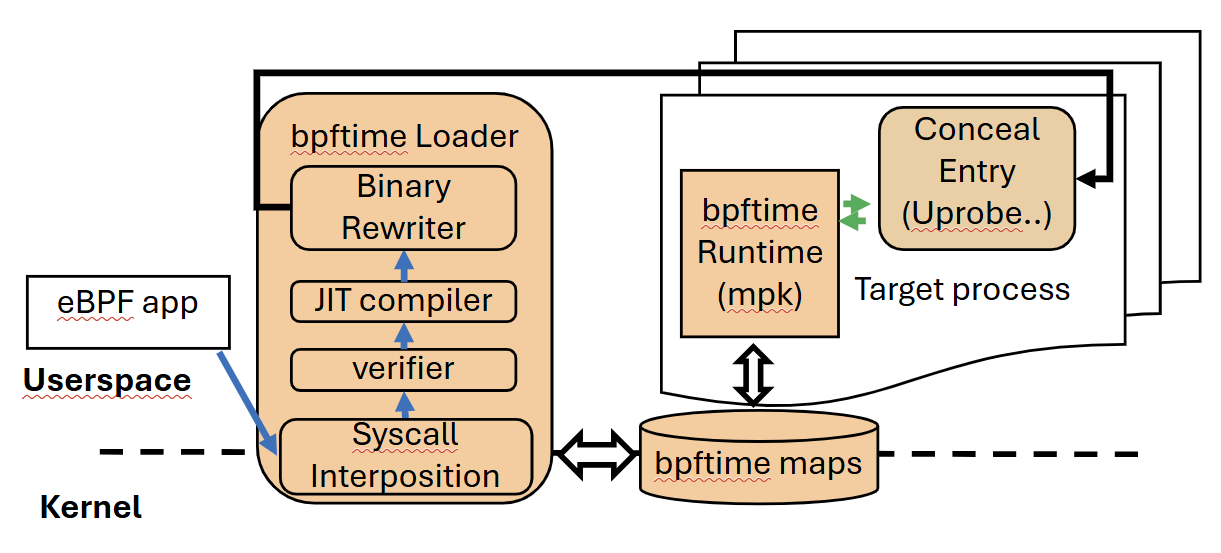 bpftime Loader
Binary
Rewriter
JIT compiler
verifier
Syscall
Interposition
eBPF app
Userspace
Kernel
bpftime
Runtime
(mpk)
Conceal
Entry
(Uprobe..)
Target process
bpftime maps